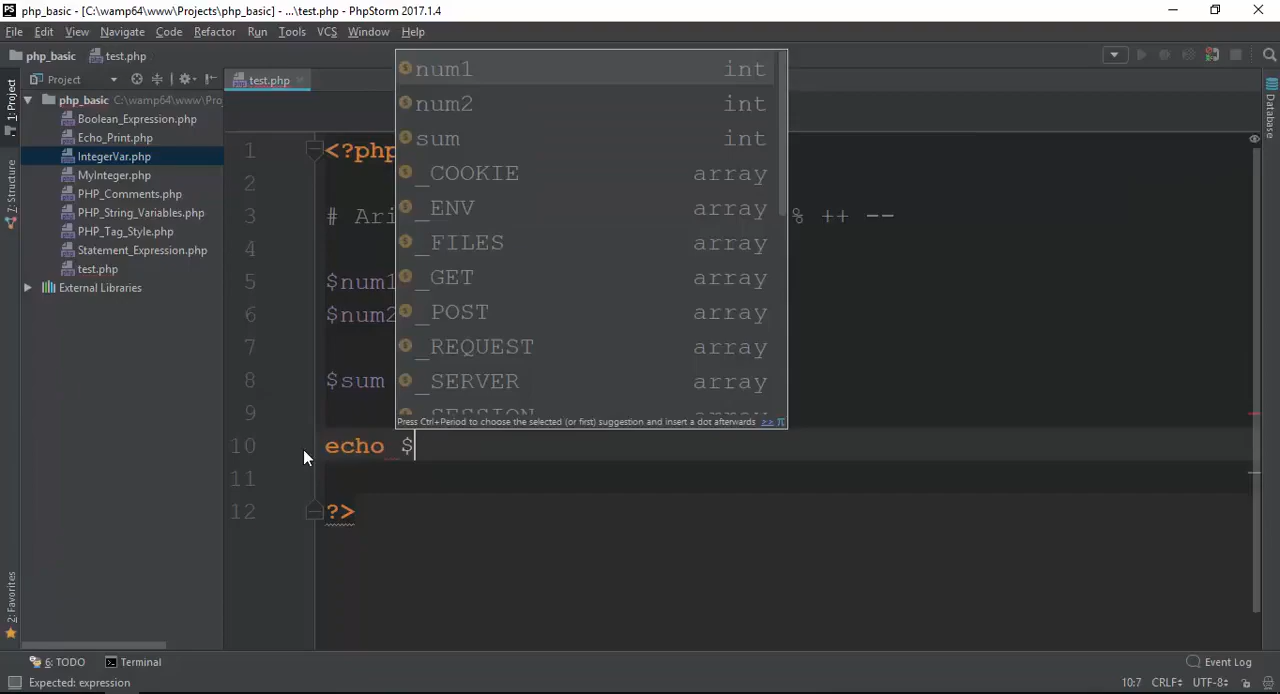 php_basic - [C:\wamp64\www\Projects\php_basic] - ...\test.php - PhpStorm 2017.1.4
File Edit View Navigate Code Refactor Run Tools VCS Window Help
php_basic test.php
Project
test.php
1: Project
7: Structure
2: Favorites
Database
php_basic C:\wamp64\www\Pro
Boolean_Expression.php
Echo_Print.php
IntegerVar.php
MyInteger.php
PHP_Comments.php
PHP_String_Variables.php
PHP_Tag_Style.php
Statement_Expression.php
test.php
External Libraries
1 <?php
2
3 # Ari % ++ --
4
5 $num1
6 $num2
7
8 $sum
9
10 echo $
11
12 ?>
num1 int
num2 int
sum int
_COOKIE array
_ENV array
_FILES array
_GET array
_POST array
_REQUEST array
_SERVER array
_SESSION array
Press Ctrl+Period to choose the selected (or first) suggestion and insert a dot afterwards >> π
6: TODO Terminal Event Log
Expected: expression 10:7 CRLF UTF-8